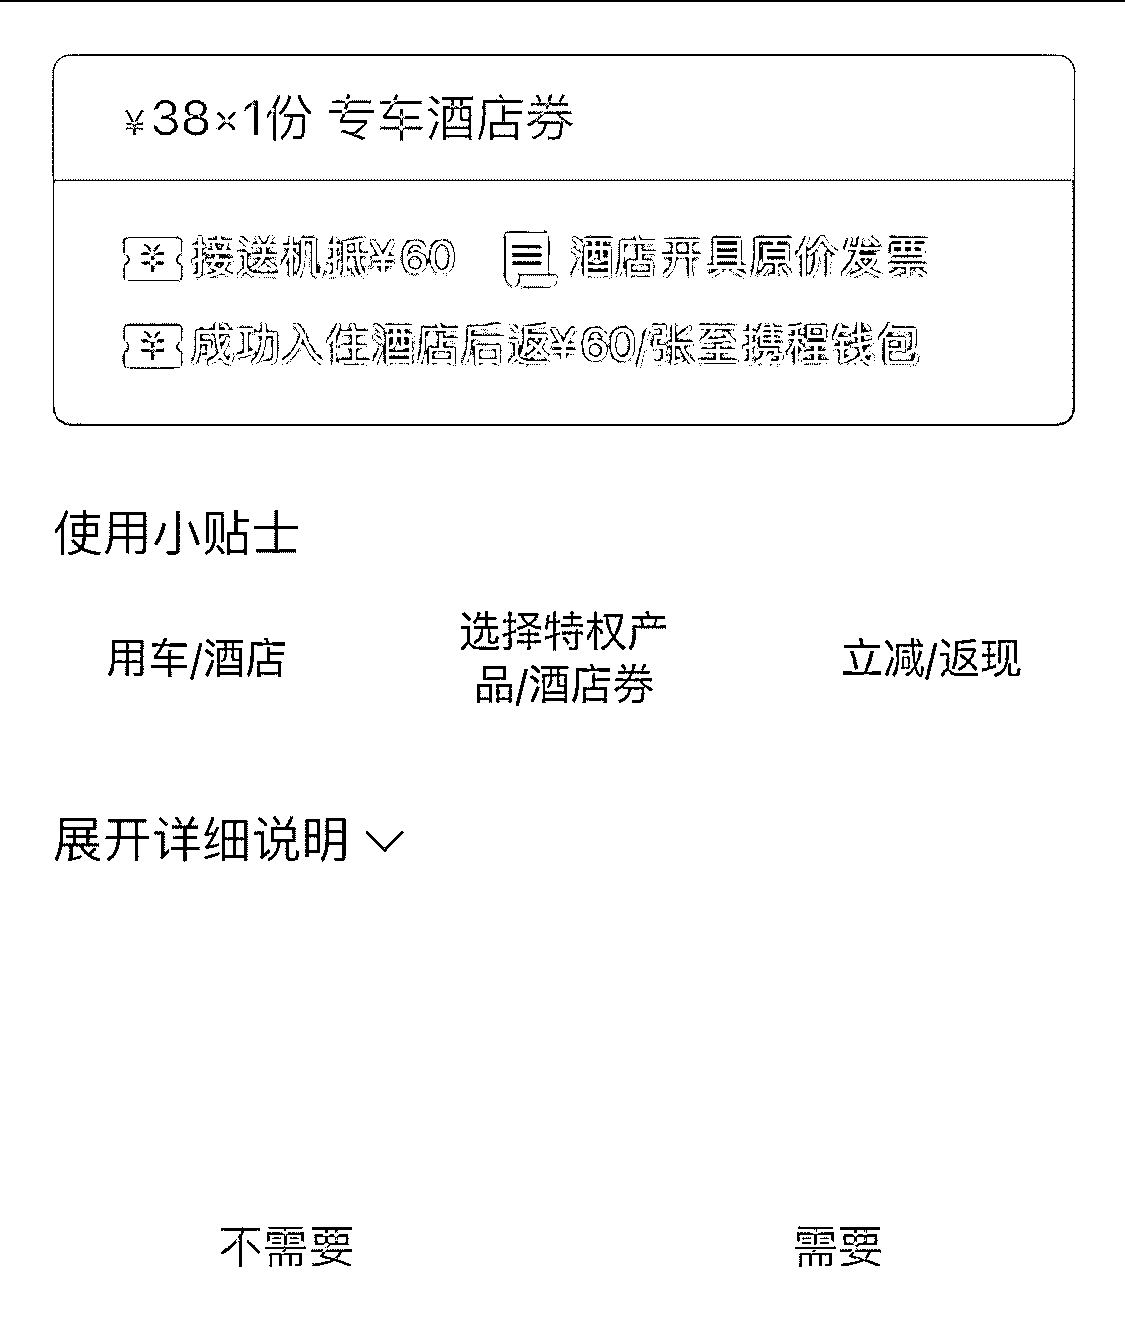 ¥38×1份 专车酒店券
接送机抵¥60 酒店开具原价发票
成功入住酒店后返¥60/张至携程钱包
使用小贴士
用车/酒店
选择特权产
品/酒店券
立减/返现
展开详细说明
不需要 需要